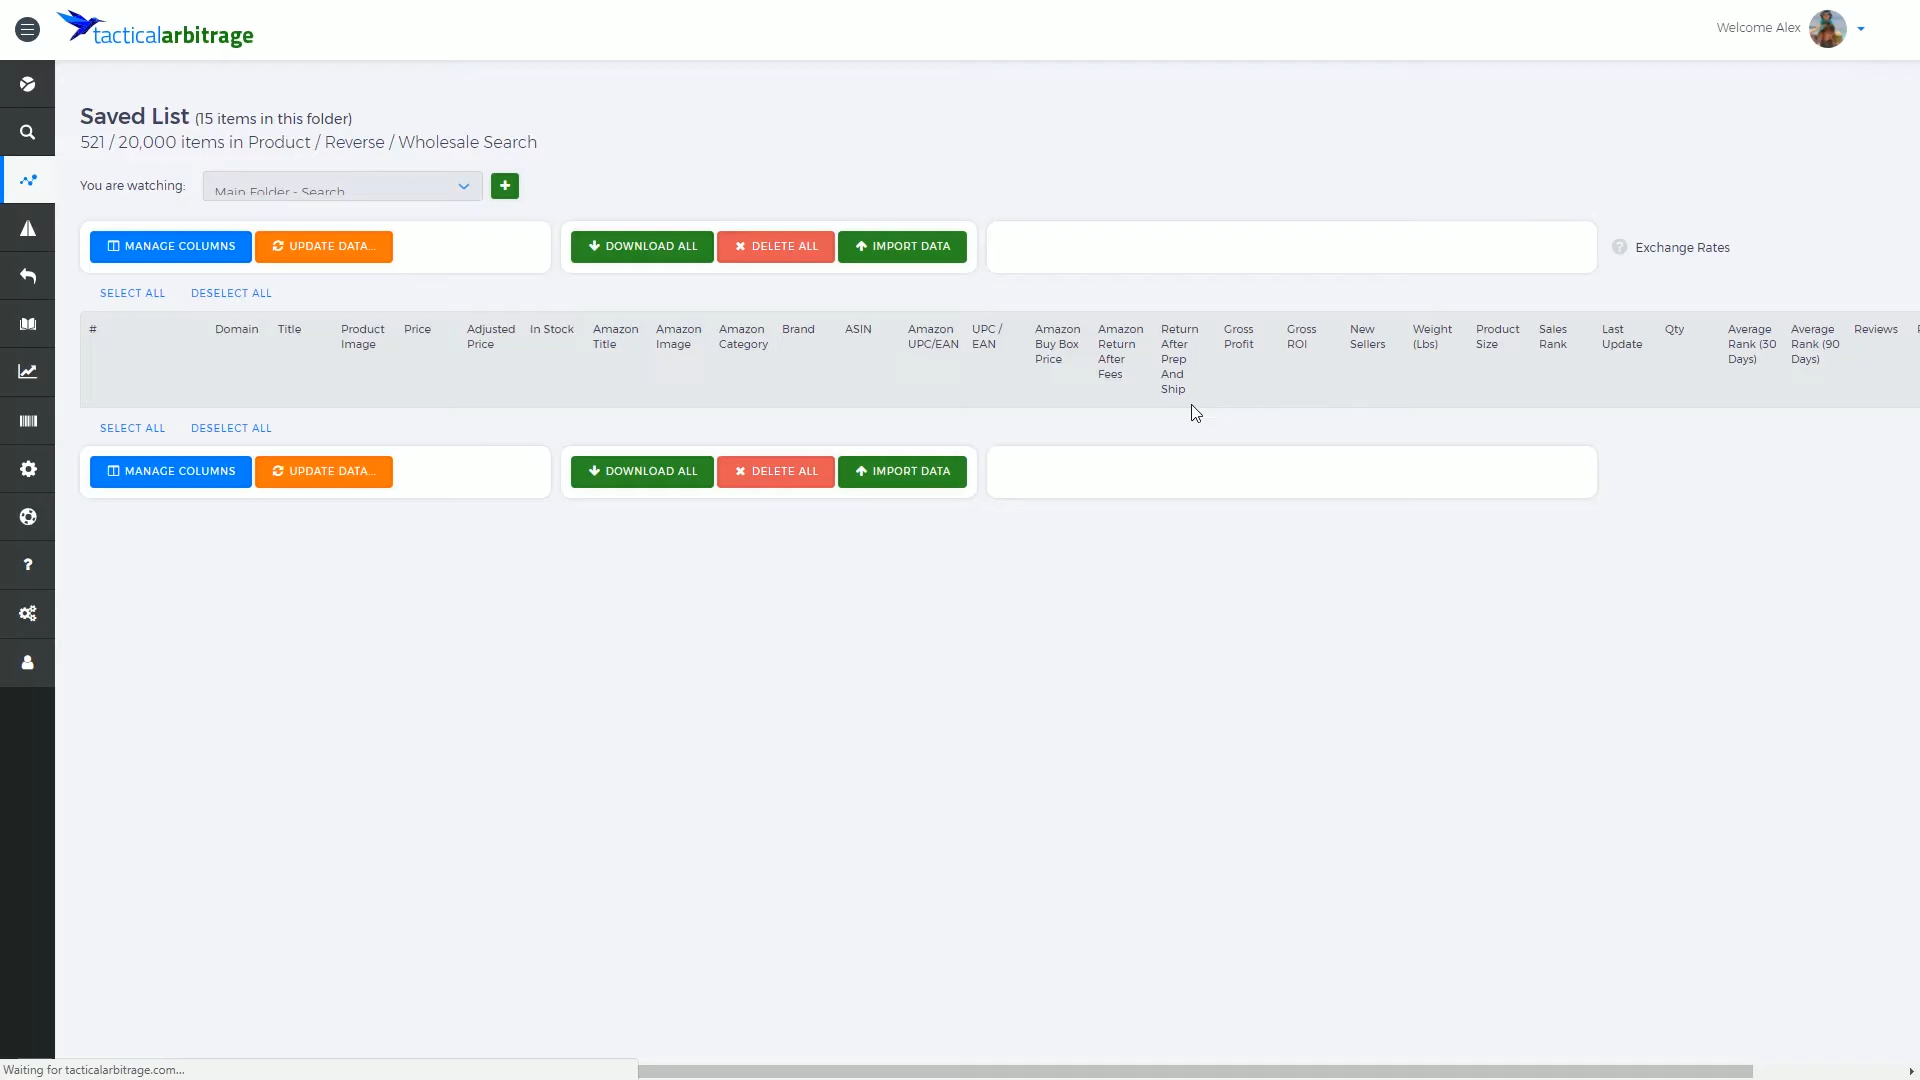 tacticalarbitrage
Welcome Alex
Saved List (15 items in this folder)
521 / 20,000 items in Product / Reverse / Wholesale Search
You are watching:
Main Folder - Search
MANAGE COLUMNS
UPDATE DATA...
DOWNLOAD ALL
DELETE ALL
IMPORT DATA
? Exchange Rates
SELECT ALL
DESELECT ALL
#
Domain
Title
Product Image
Price
Adjusted Price
In Stock
Amazon Title
Amazon Image
Amazon Category
Brand
ASIN
Amazon UPC/EAN
UPC / EAN
Amazon Buy Box Price
Amazon Return After Fees
Return After Prep And Ship
Gross Profit
Gross ROI
New Sellers
Weight (Lbs)
Product Size
Sales Rank
Last Update
Qty
Average Rank (30 Days)
Average Rank (90 Days)
Reviews
SELECT ALL
DESELECT ALL
MANAGE COLUMNS
UPDATE DATA...
DOWNLOAD ALL
DELETE ALL
IMPORT DATA
?
Waiting for tacticalarbitrage.com...